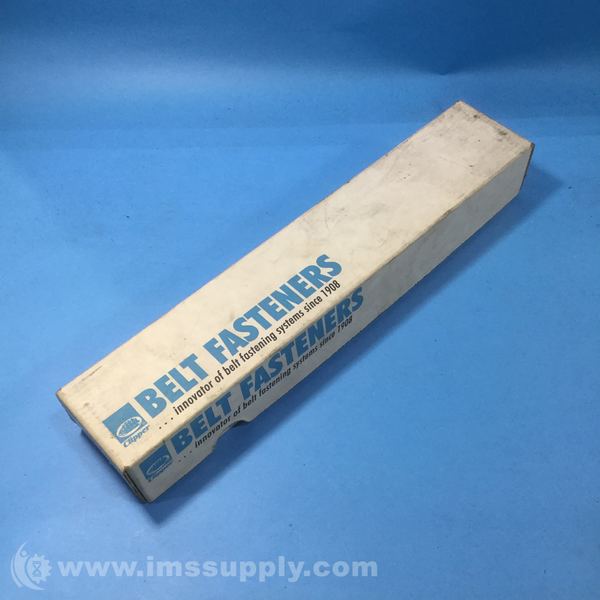 BELT FASTENERS
. . . innovator of belt fastening systems since 1908
Clipper
BELT FASTENERS
. . . innovator of belt fastening systems since 1908
Clipper
www.imssupply.com